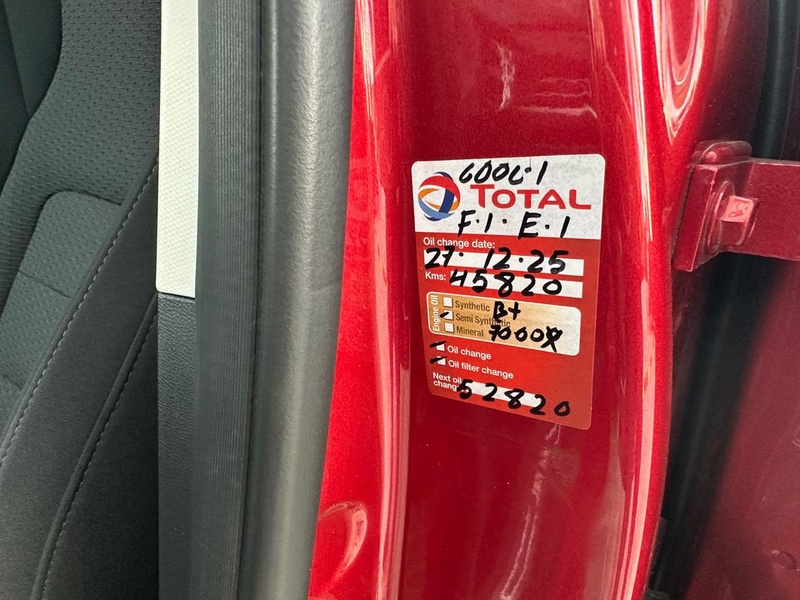 COOL.1
TOTAL
F.1. E.1
Oil change date:
27. 12.25
Kms: 45820
Engine Oil
Synthetic B+
Semi Synthetic
Mineral 7000
Oil change
Oil filter change
Next oil
change 52820